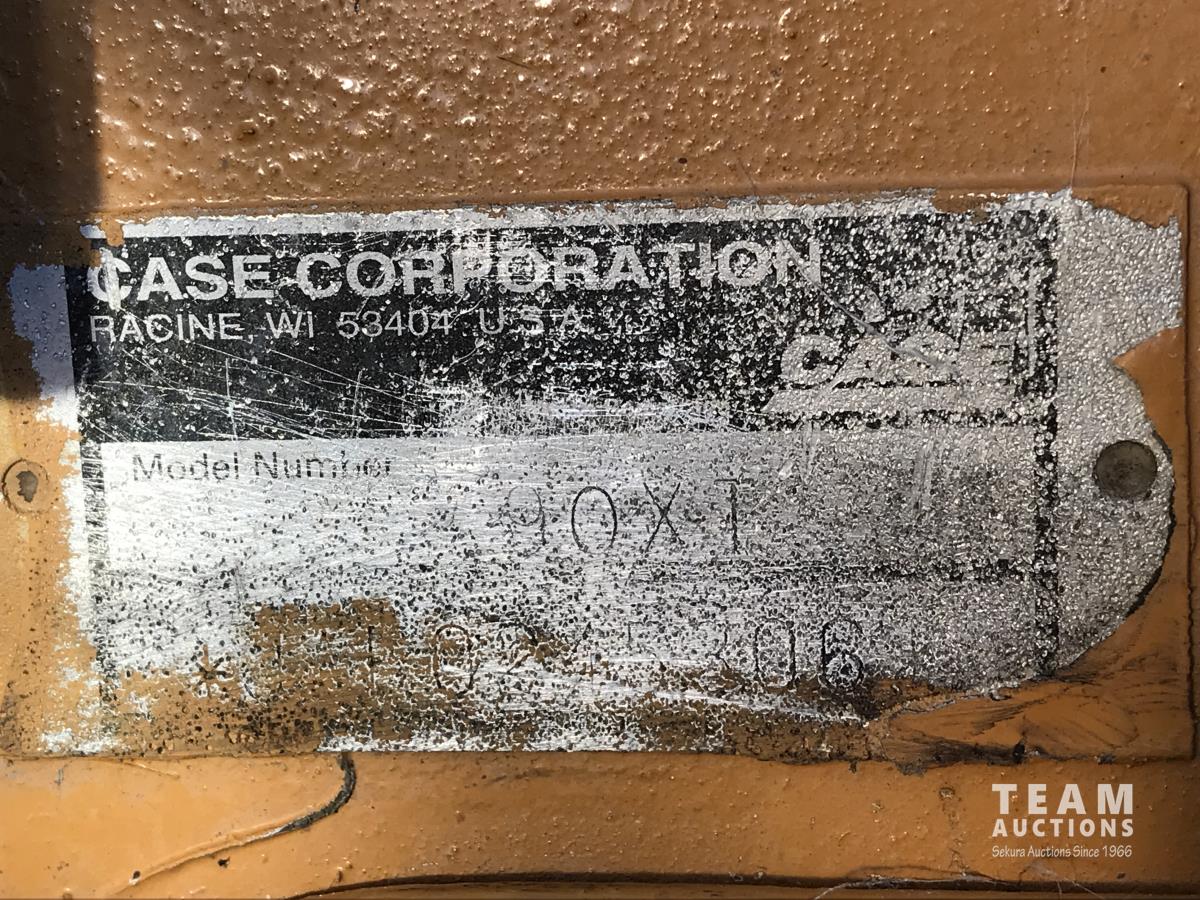 CASE CORPORATION
RACINE, WI 53404 U.S.A.
CASE
Model Number
90XT
TEAM
AUCTIONS
Sekura Auctions Since 1966